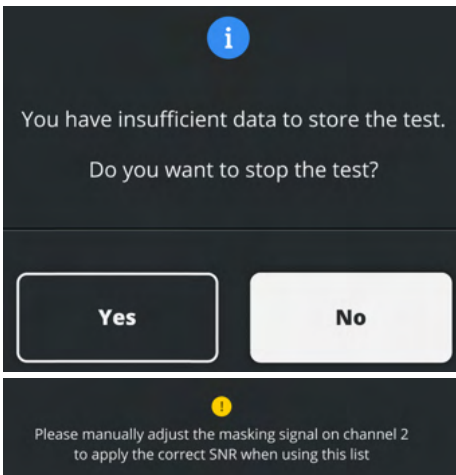 i
You have insufficient data to store the test.
Do you want to stop the test?
Yes
No
!
Please manually adjust the masking signal on channel 2
to apply the correct SNR when using this list